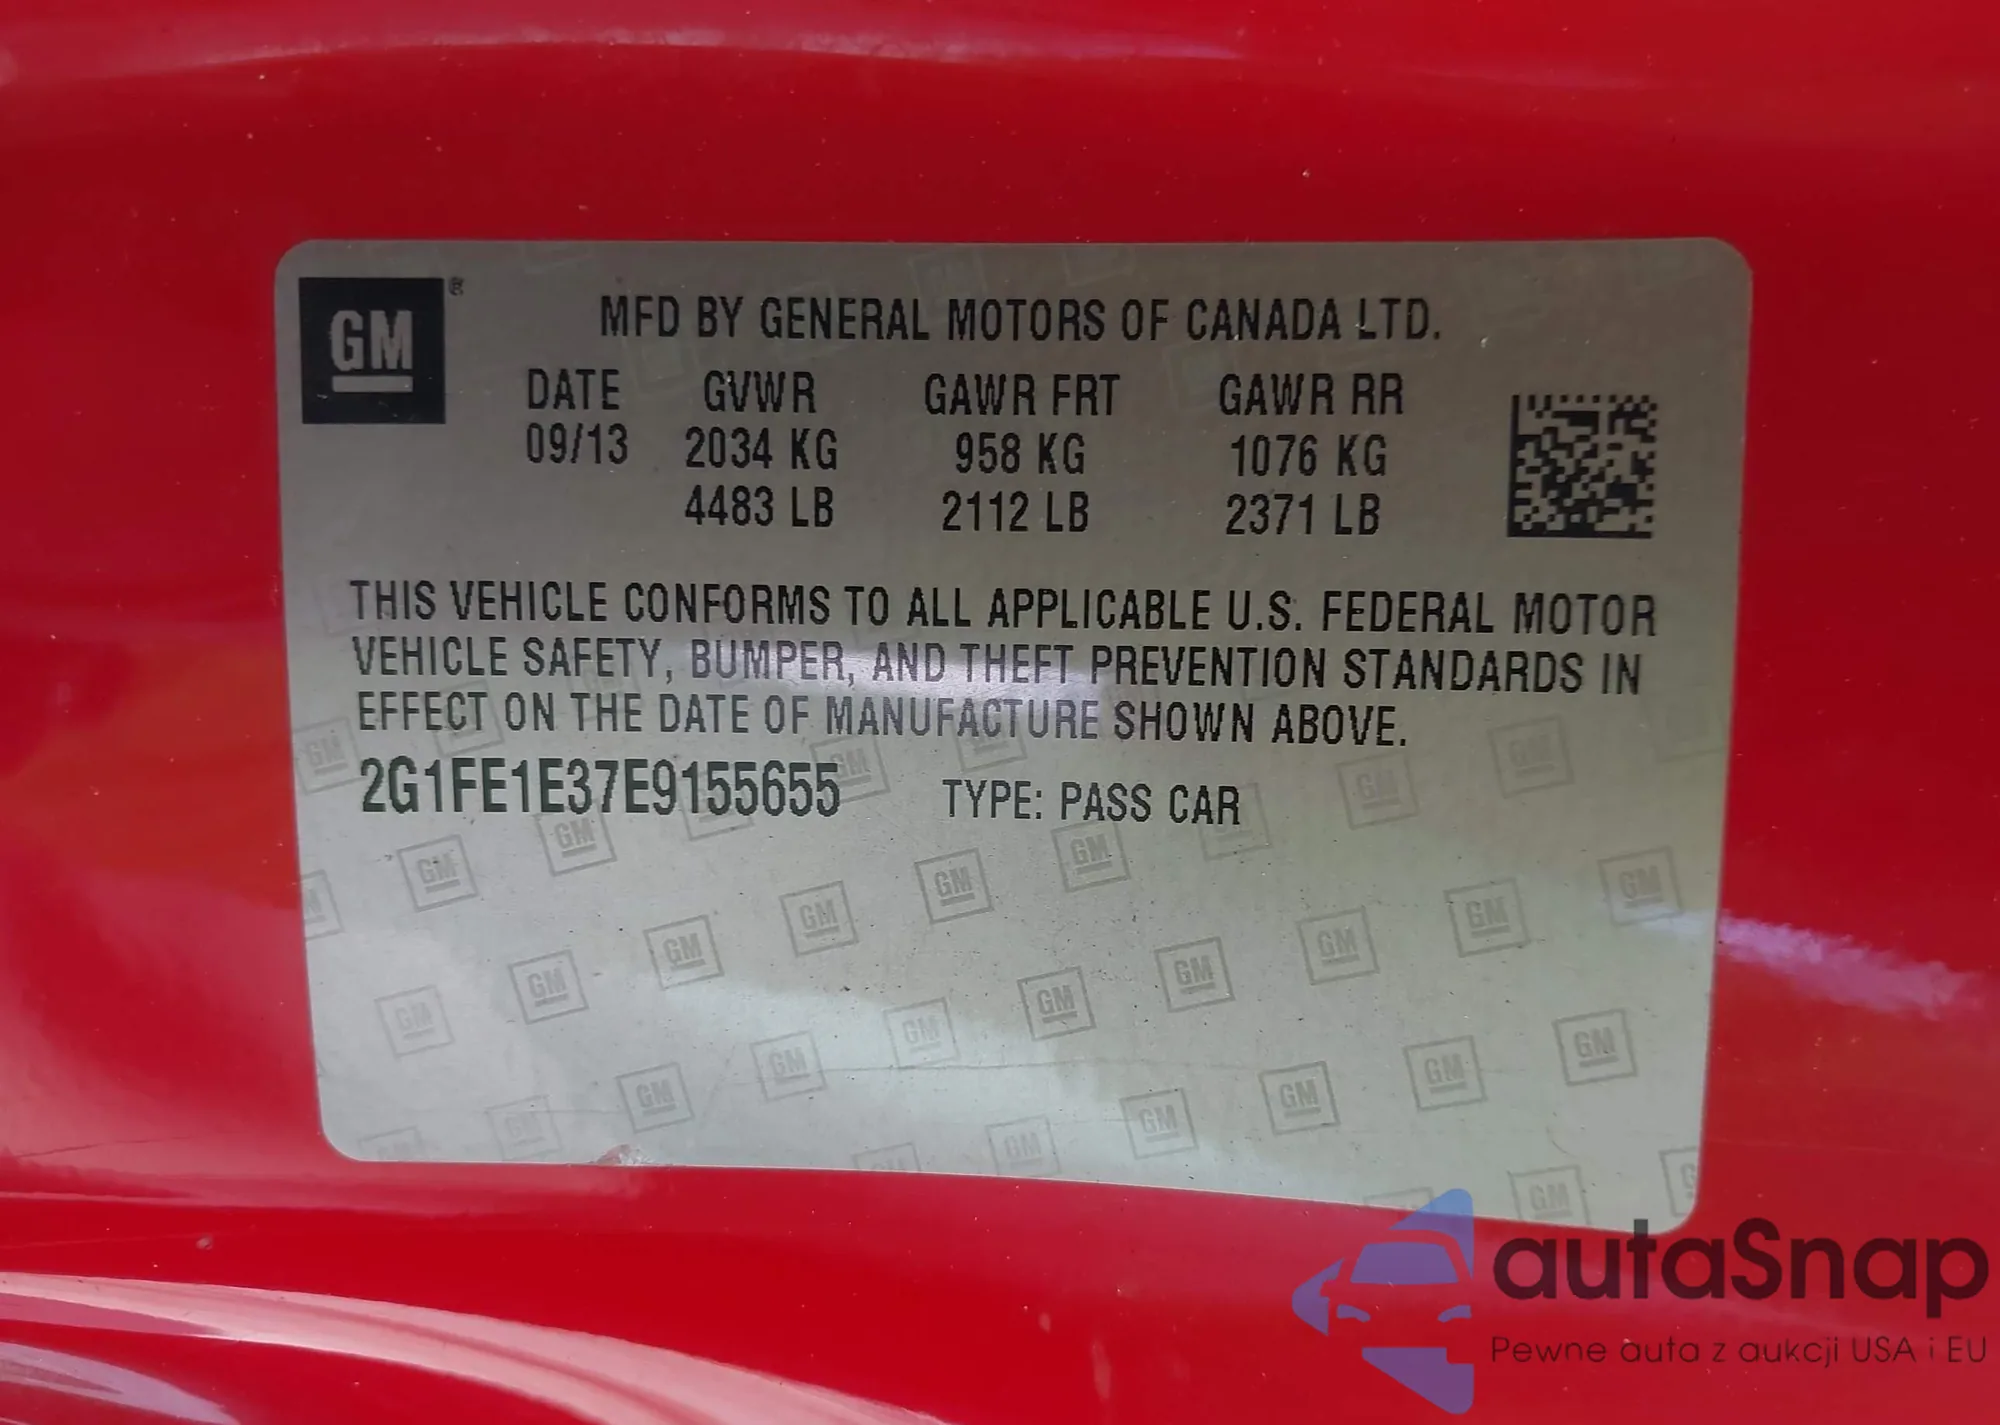 GM ®
MFD BY GENERAL MOTORS OF CANADA LTD.
DATE GVWR GAWR FRT GAWR RR
09/13 2034 KG 958 KG 1076 KG
4483 LB 2112 LB 2371 LB
THIS VEHICLE CONFORMS TO ALL APPLICABLE U.S. FEDERAL MOTOR
VEHICLE SAFETY, BUMPER, AND THEFT PREVENTION STANDARDS IN
EFFECT ON THE DATE OF MANUFACTURE SHOWN ABOVE.
2G1FE1E37E9155655 TYPE: PASS CAR
autaSnap
Pewne auta z aukcji USA i EU